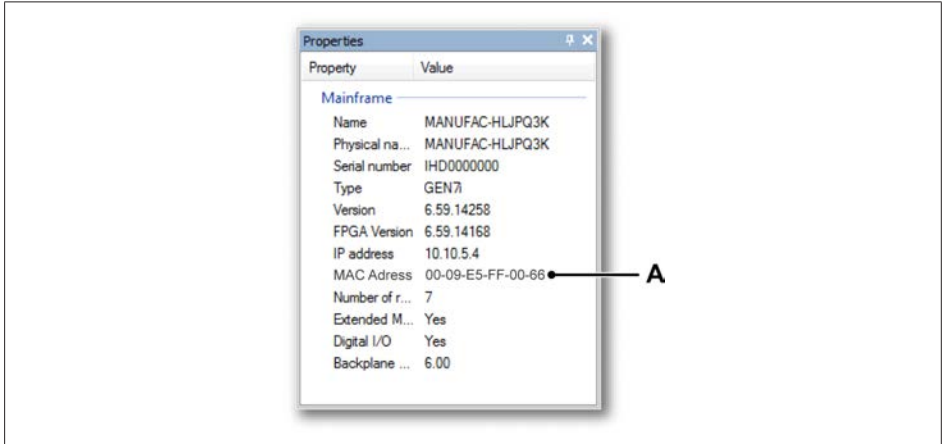 Properties
Property Value
Mainframe
Name MANUFAC-HLJPQ3K
Physical na... MANUFAC-HLJPQ3K
Serial number IHD0000000
Type GEN7i
Version 6.59.14258
FPGA Version 6.59.14168
IP address 10.10.5.4
MAC Adress 00-09-E5-FF-00-66 A
Number of r... 7
Extended M... Yes
Digital I/O Yes
Backplane ... 6.00